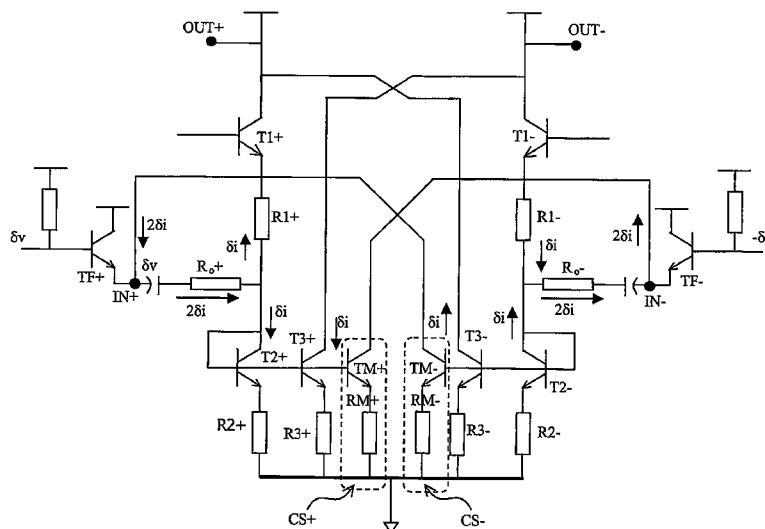 OUT+
OUT-
T1+
T1-
δv
2δi
R1+
R1-
2δi
-δ
TF+
δv
Ro+
δi
δi
Ro-
TF-
IN+
2δi
2δi
IN-
δi
T3+
δi
δi
T3-
δi
T2+
TM+
TM-
T2-
RM+
RM-
R2+
R3+
R3-
R2-
CS+
CS-